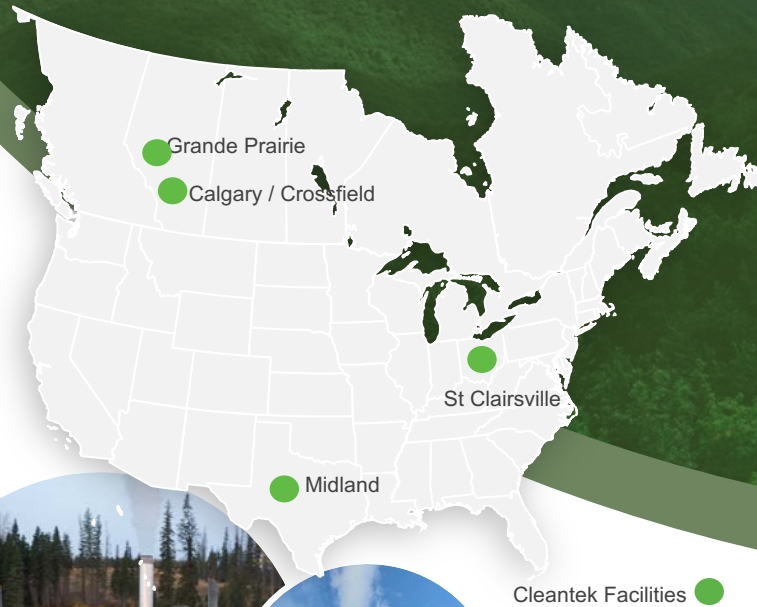 Grande Prairie
Calgary / Crossfield
St Clairsville
Midland
Cleantek Facilities